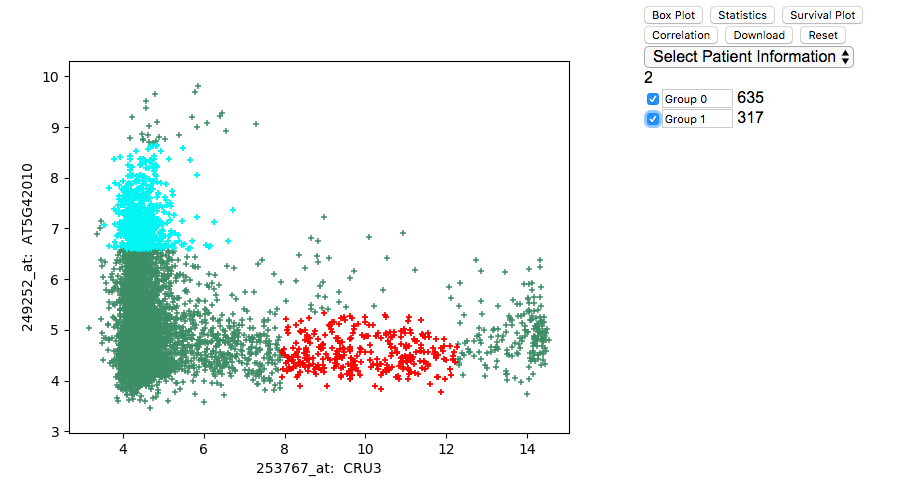 Box Plot Statistics Survival Plot
Correlation Download Reset
Select Patient Information
2
Group 0 635
Group 1 317
10
9
8
7
6
5
4
3
249252_at: AT5G42010
4 6 8 10 12 14
253767_at: CRU3